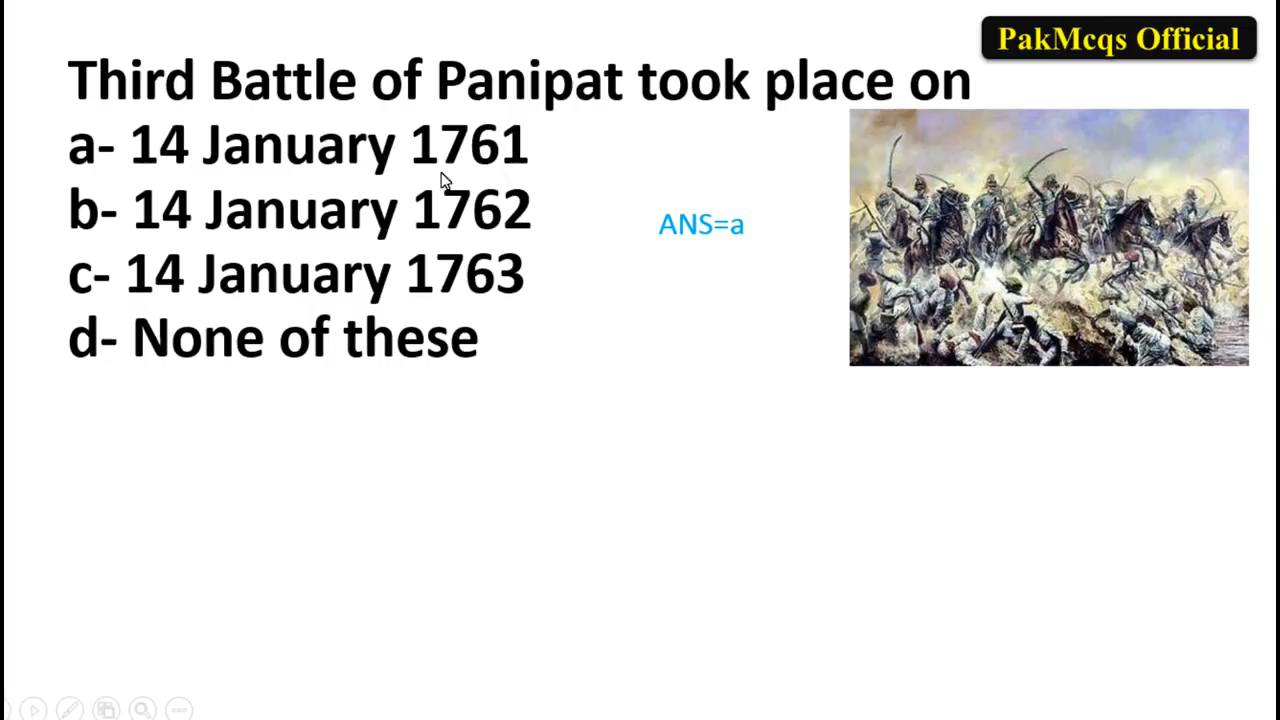 PakMcqs Official
Third Battle of Panipat took place on
a- 14 January 1761
b- 14 January 1762
ANS=a
c- 14 January 1763
d- None of these